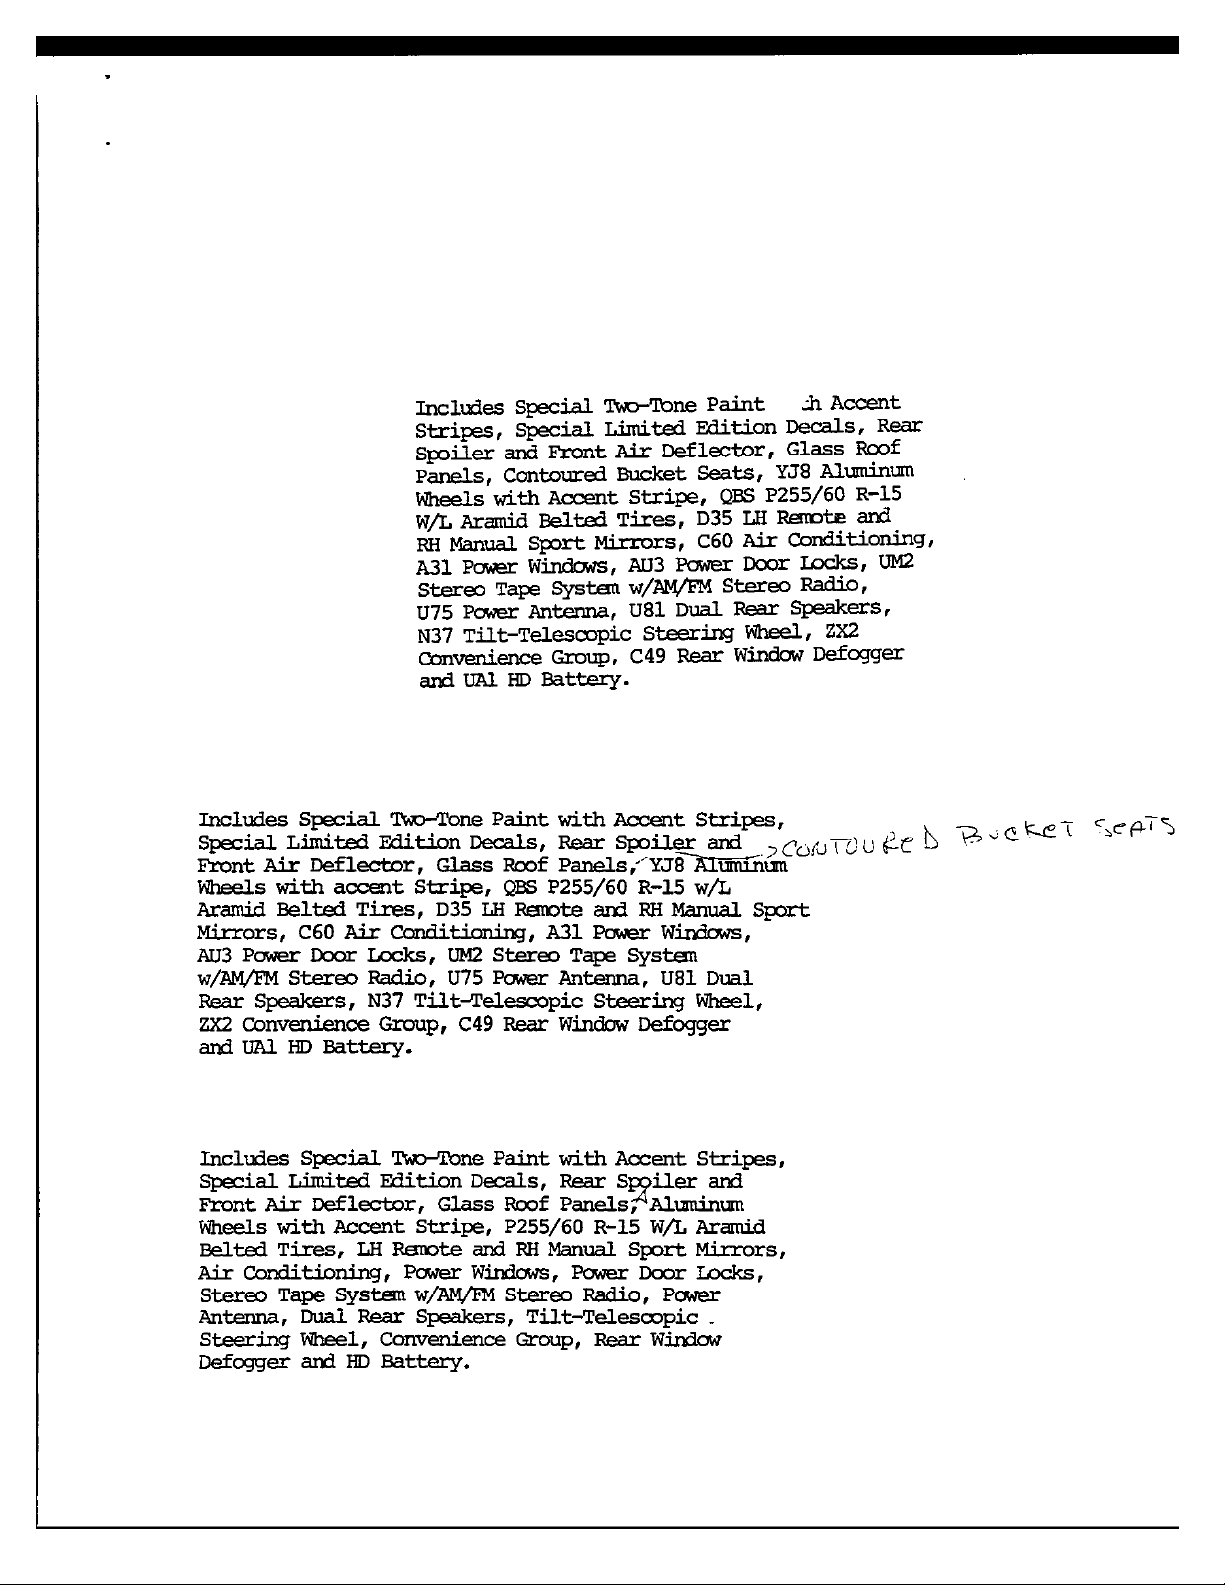 Includes Special Two-Tone Paint h Accent
Stripes, Special Limited Edition Decals, Rear
Spoiler and Front Air Deflector, Glass Roof
Panels, Contoured Bucket Seats, YJ8 Aluminum
Wheels with Accent Stripe, QBS P255/60 R-15
W/L Aramid Belted Tires, D35 LH Remote and
RH Manual Sport Mirrors, C60 Air Conditioning,
A31 Power Windows, AU3 Power Door Locks, UM2
Stereo Tape System w/AM/FM Stereo Radio,
U75 Power Antenna, U81 Dual Rear Speakers,
N37 Tilt-Telescopic Steering Wheel, ZX2
Convenience Group, C49 Rear Window Defogger
and UA1 HD Battery.
Includes Special Two-Tone Paint with Accent Stripes,
Special Limited Edition Decals, Rear Spoiler and
CONTOURED BUCKET SEATS
Front Air Deflector, Glass Roof Panels, YJ8 Aluminum
Wheels with accent Stripe, QBS P255/60 R-15 w/L
Aramid Belted Tires, D35 LH Remote and RH Manual Sport
Mirrors, C60 Air Conditioning, A31 Power Windows,
AU3 Power Door Locks, UM2 Stereo Tape System
w/AM/FM Stereo Radio, U75 Power Antenna, U81 Dual
Rear Speakers, N37 Tilt-Telescopic Steering Wheel,
ZX2 Convenience Group, C49 Rear Window Defogger
and UA1 HD Battery.
Includes Special Two-Tone Paint with Accent Stripes,
Special Limited Edition Decals, Rear Spoiler and
Front Air Deflector, Glass Roof Panels, Aluminum
Wheels with Accent Stripe, P255/60 R-15 W/L Aramid
Belted Tires, LH Remote and RH Manual Sport Mirrors,
Air Conditioning, Power Windows, Power Door Locks,
Stereo Tape System w/AM/FM Stereo Radio, Power
Antenna, Dual Rear Speakers, Tilt-Telescopic
Steering Wheel, Convenience Group, Rear Window
Defogger and HD Battery.